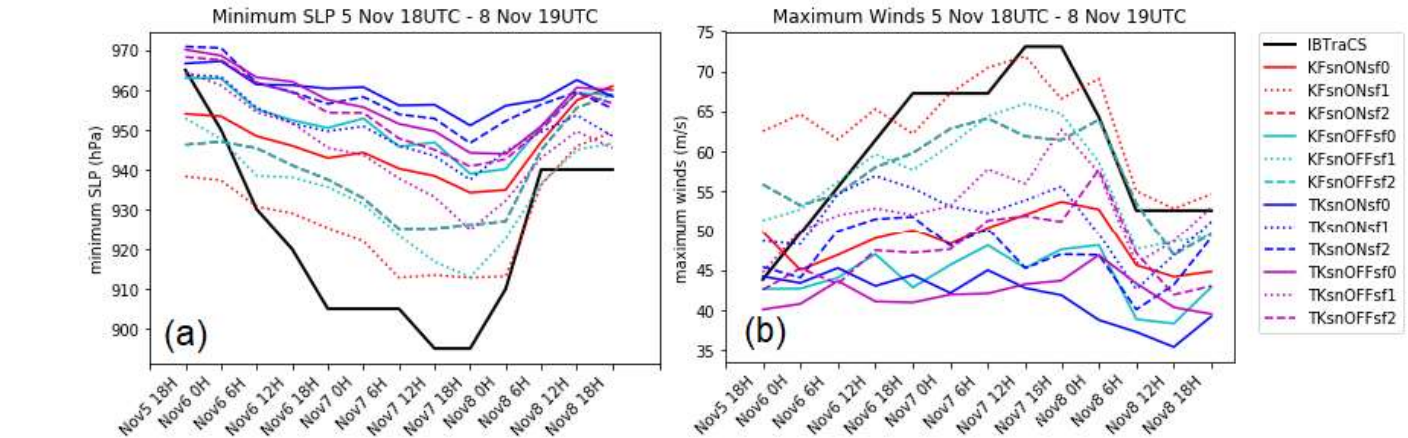 Minimum SLP 5 Nov 18UTC - 8 Nov 19UTC
970
960
950
940
930
920
910
900
minimum SLP (hPa)
(a)
Nov5 18H
Nov6 0H
Nov6 6H
Nov6 12H
Nov6 18H
Nov7 0H
Nov7 6H
Nov7 12H
Nov7 18H
Nov8 0H
Nov8 6H
Nov8 12H
Nov8 18H
Maximum Winds 5 Nov 18UTC - 8 Nov 19UTC
75
70
65
60
55
50
45
40
35
maximum winds (m/s)
(b)
Nov5 18H
Nov6 0H
Nov6 6H
Nov6 12H
Nov6 18H
Nov7 0H
Nov7 6H
Nov7 12H
Nov7 18H
Nov8 0H
Nov8 6H
Nov8 12H
Nov8 18H
IBTraCS
KFsnONsf0
KFsnONsf1
KFsnONsf2
KFsnOFFsf0
KFsnOFFsf1
KFsnOFFsf2
TKsnONsf0
TKsnONsf1
TKsnONsf2
TKsnOFFsf0
TKsnOFFsf1
TKsnOFFsf2